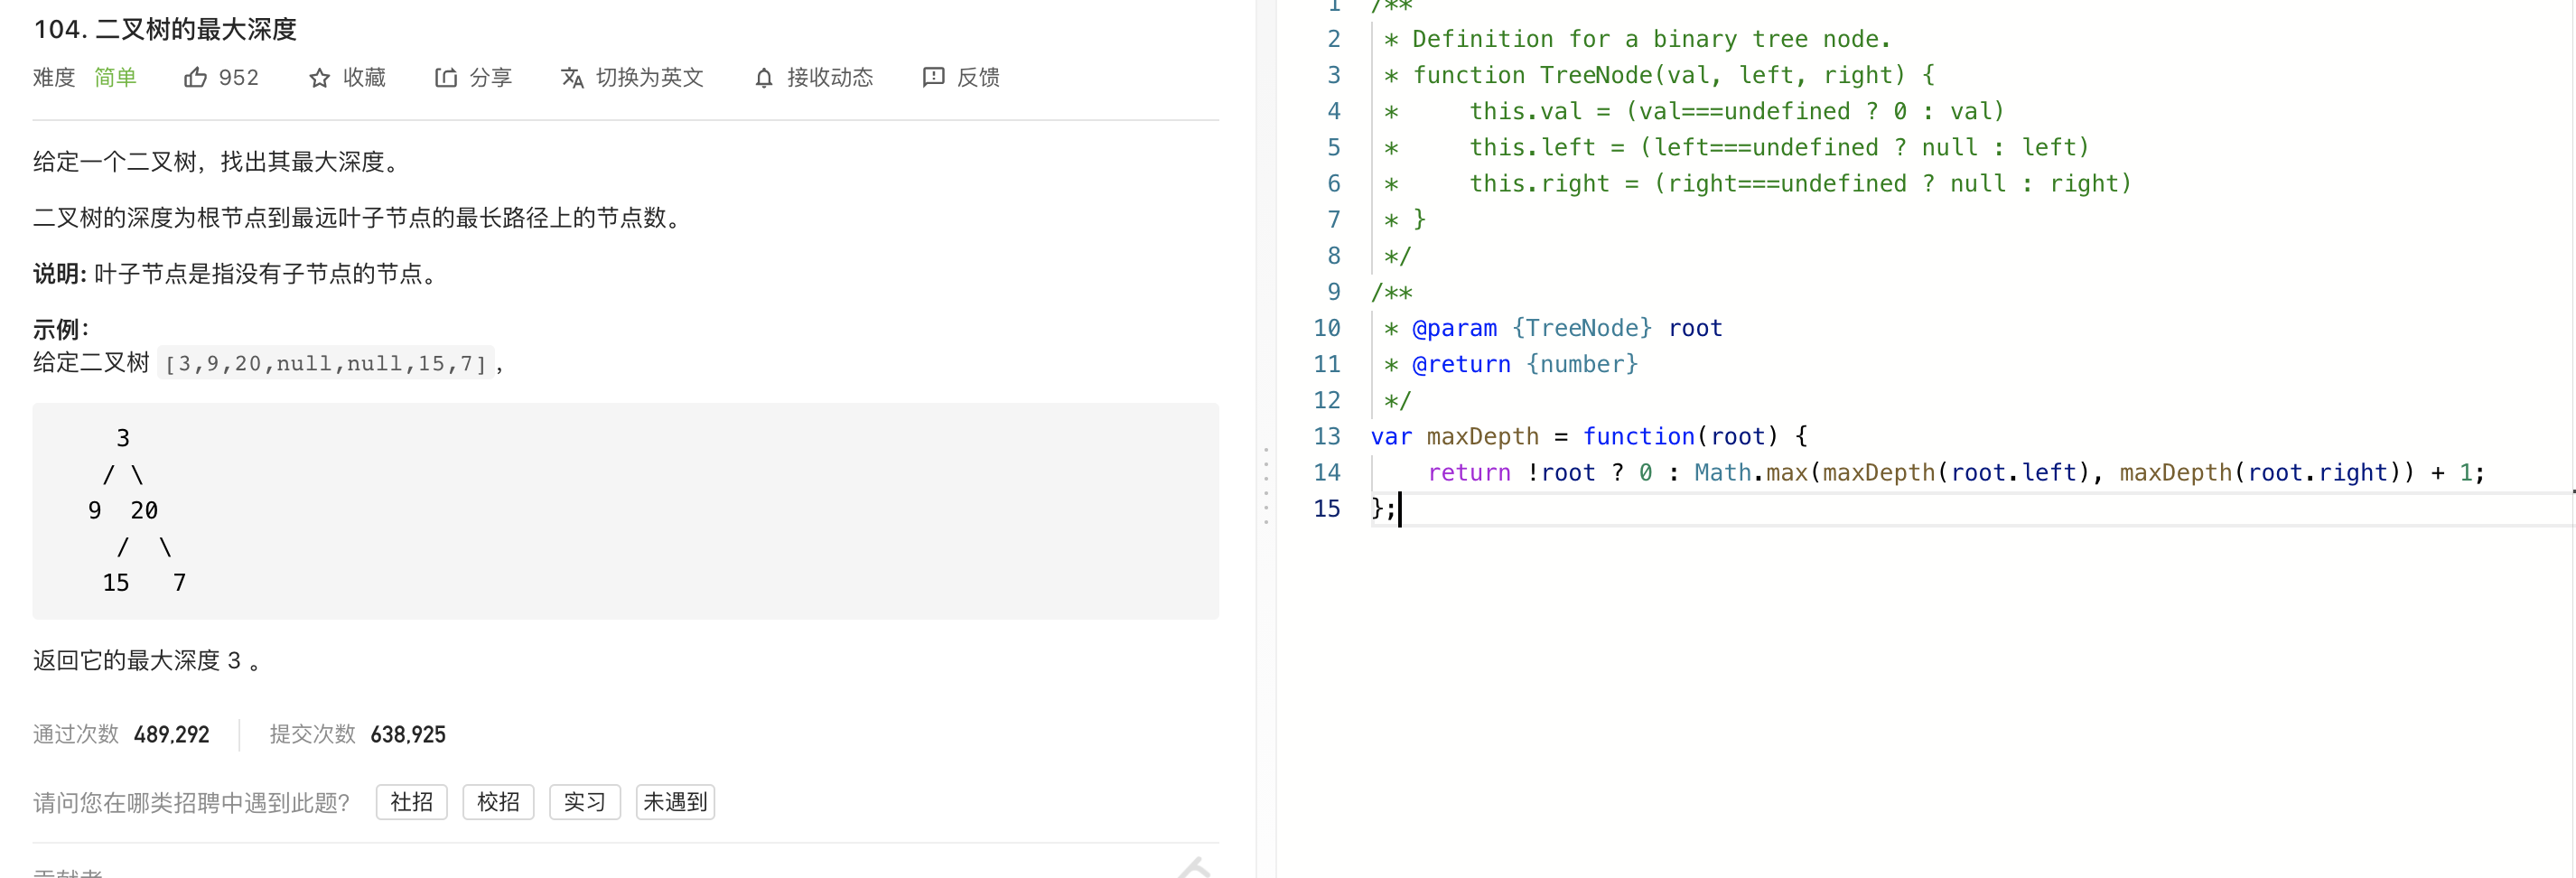 104. 二叉树的最大深度
难度 简单 952 收藏 分享 切换为英文 接收动态 反馈
给定一个二叉树，找出其最大深度。
二叉树的深度为根节点到最远叶子节点的最长路径上的节点数。
说明: 叶子节点是指没有子节点的节点。
示例：
给定二叉树 [3,9,20,null,null,15,7]，
3
/ \
9 20
/ \
15 7
返回它的最大深度 3 。
通过次数 489,292 提交次数 638,925
请问您在哪类招聘中遇到此题? 社招 校招 实习 未遇到
贡献者
1 /**
2 * Definition for a binary tree node.
3 * function TreeNode(val, left, right) {
4 * this.val = (val===undefined ? 0 : val)
5 * this.left = (left===undefined ? null : left)
6 * this.right = (right===undefined ? null : right)
7 * }
8 */
9 /**
10 * @param {TreeNode} root
11 * @return {number}
12 */
13 var maxDepth = function(root) {
14 return !root ? 0 : Math.max(maxDepth(root.left), maxDepth(root.right)) + 1;
15 };